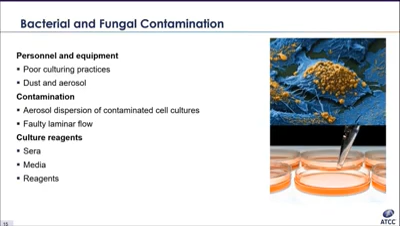 Bacterial and Fungal Contamination
Personnel and equipment
▪ Poor culturing practices
▪ Dust and aerosol
Contamination
▪ Aerosol dispersion of contaminated cell cultures
▪ Faulty laminar flow
Culture reagents
▪ Sera
▪ Media
▪ Reagents
15
ATCC